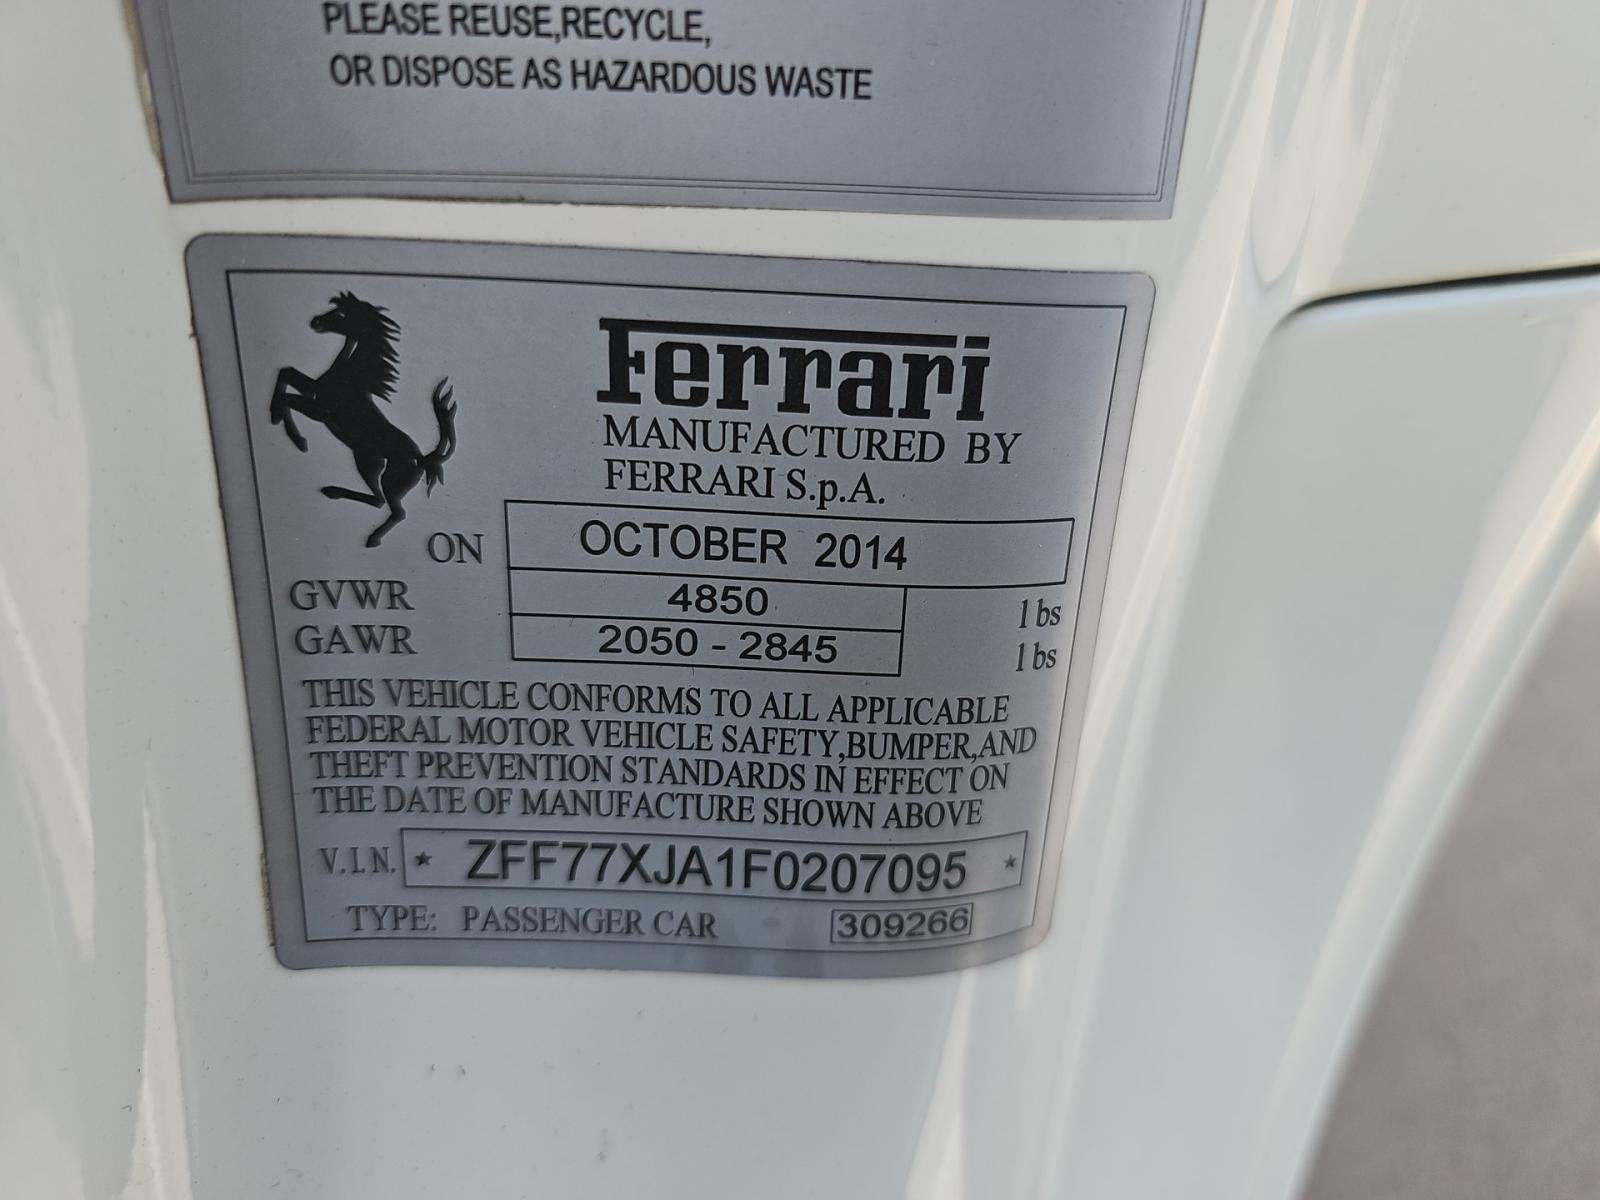 PLEASE REUSE,RECYCLE,
OR DISPOSE AS HAZARDOUS WASTE
Ferrari
MANUFACTURED BY
FERRARI S.p.A.
ON OCTOBER 2014
GVWR 4850 lbs
GAWR 2050 - 2845 lbs
THIS VEHICLE CONFORMS TO ALL APPLICABLE
FEDERAL MOTOR VEHICLE SAFETY,BUMPER,AND
THEFT PREVENTION STANDARDS IN EFFECT ON
THE DATE OF MANUFACTURE SHOWN ABOVE
V.I.N. * ZFF77XJA1F0207095 *
TYPE: PASSENGER CAR 309266